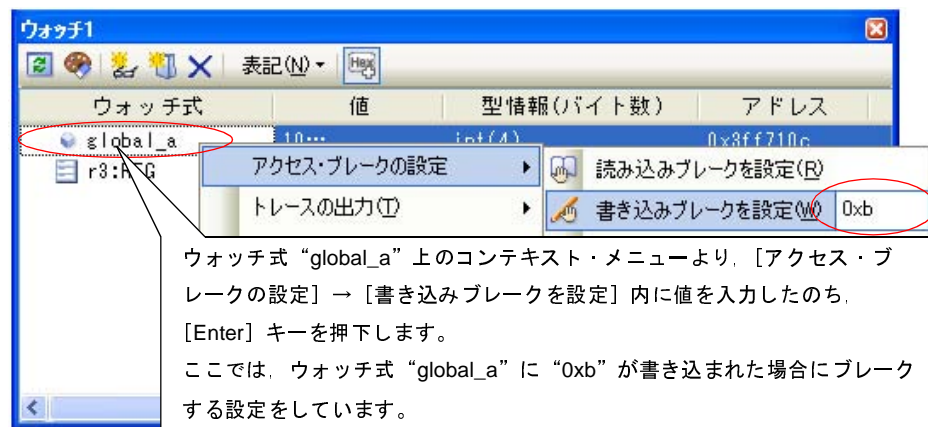 ウォッチ1
表記(N)▼ Hex
ウォッチ式 値 型情報(バイト数) アドレス
global_a 10… int(4) 0x3ff710c
r3:REG アクセス・ブレークの設定 読み込みブレークを設定(R)
トレースの出力(T) 書き込みブレークを設定(W) 0xb
ウォッチ式“global_a”上のコンテキスト・メニューより,［アクセス・ブ
レークの設定］→［書き込みブレークを設定］内に値を入力したのち,
［Enter］キーを押下します。
ここでは,ウォッチ式“global_a”に“0xb”が書き込まれた場合にブレーク
する設定をしています。